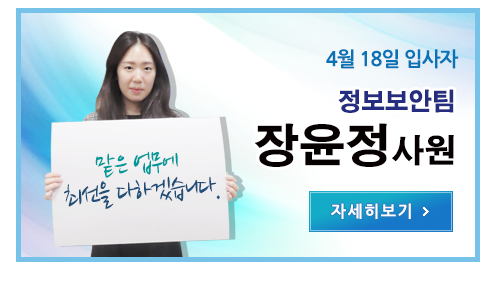 4월 18일 입사자
정보보안팀
장윤정사원
맡은 업무에
최선을 다하겠습니다.
자세히보기 >